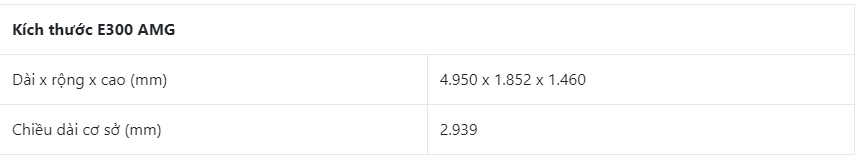 Kích thước E300 AMG
Dài x rộng x cao (mm) 4.950 x 1.852 x 1.460
Chiều dài cơ sở (mm) 2.939